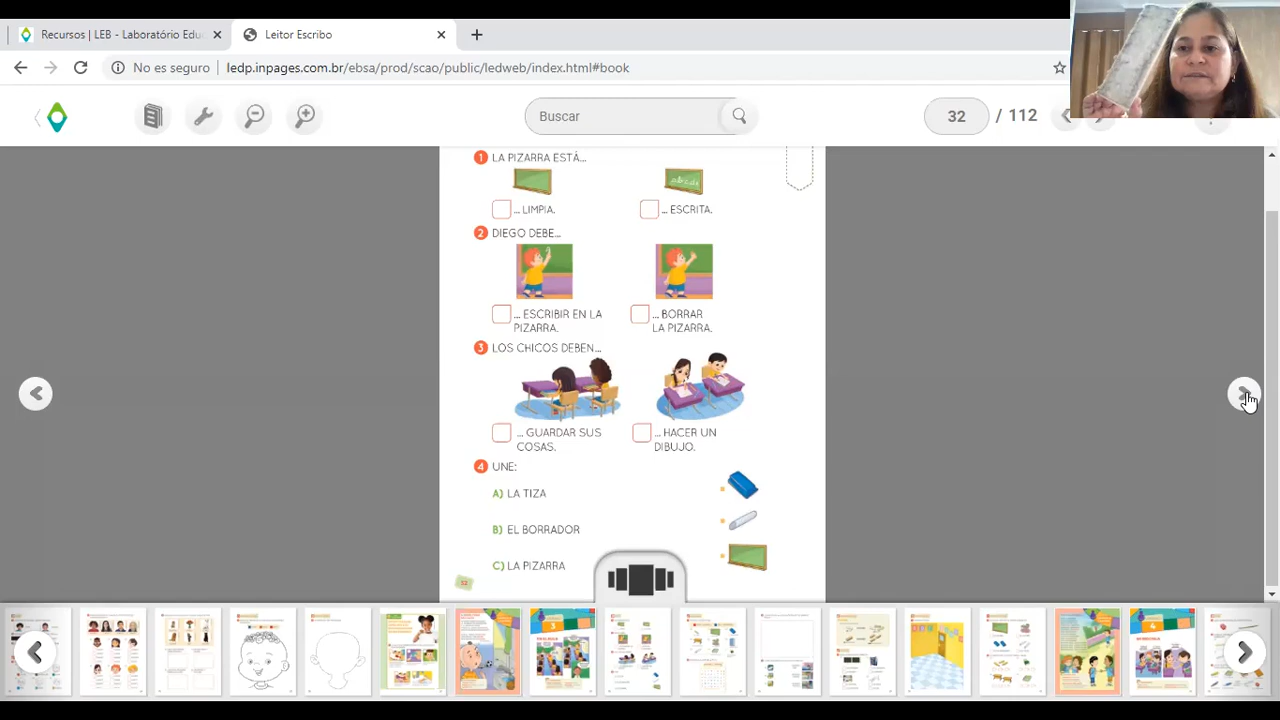 Recursos | LEB - Laboratório Edu
Leitor Escribo
No es seguro
ledp.inpages.com.br/ebsa/prod/scao/public/ledweb/index.html#book
Buscar
32 / 112
1 LA PIZARRA ESTÁ...
... LIMPIA.
... ESCRITA.
2 DIEGO DEBE...
... ESCRIBIR EN LA
PIZARRA.
... BORRAR
LA PIZARRA.
3 LOS CHICOS DEBEN...
... GUARDAR SUS
COSAS.
... HACER UN
DIBUJO.
4 UNE:
A) LA TIZA
B) EL BORRADOR
C) LA PIZARRA
32